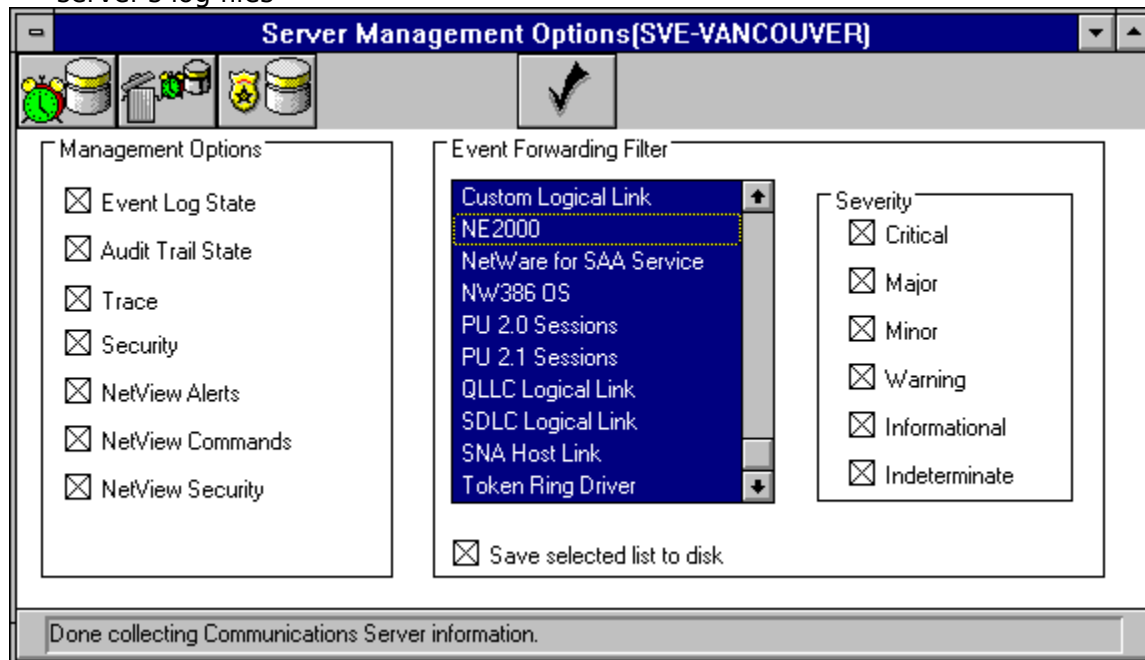 server's log files
Server Management Options(SVE-VANCOUVER)
Management Options
Event Log State
Audit Trail State
Trace
Security
NetView Alerts
NetView Commands
NetView Security
Event Forwarding Filter
Custom Logical Link
NE2000
NetWare for SAA Service
NW386 OS
PU 2.0 Sessions
PU 2.1 Sessions
QLLC Logical Link
SDLC Logical Link
SNA Host Link
Token Ring Driver
Save selected list to disk
Severity
Critical
Major
Minor
Warning
Informational
Indeterminate
Done collecting Communications Server information.